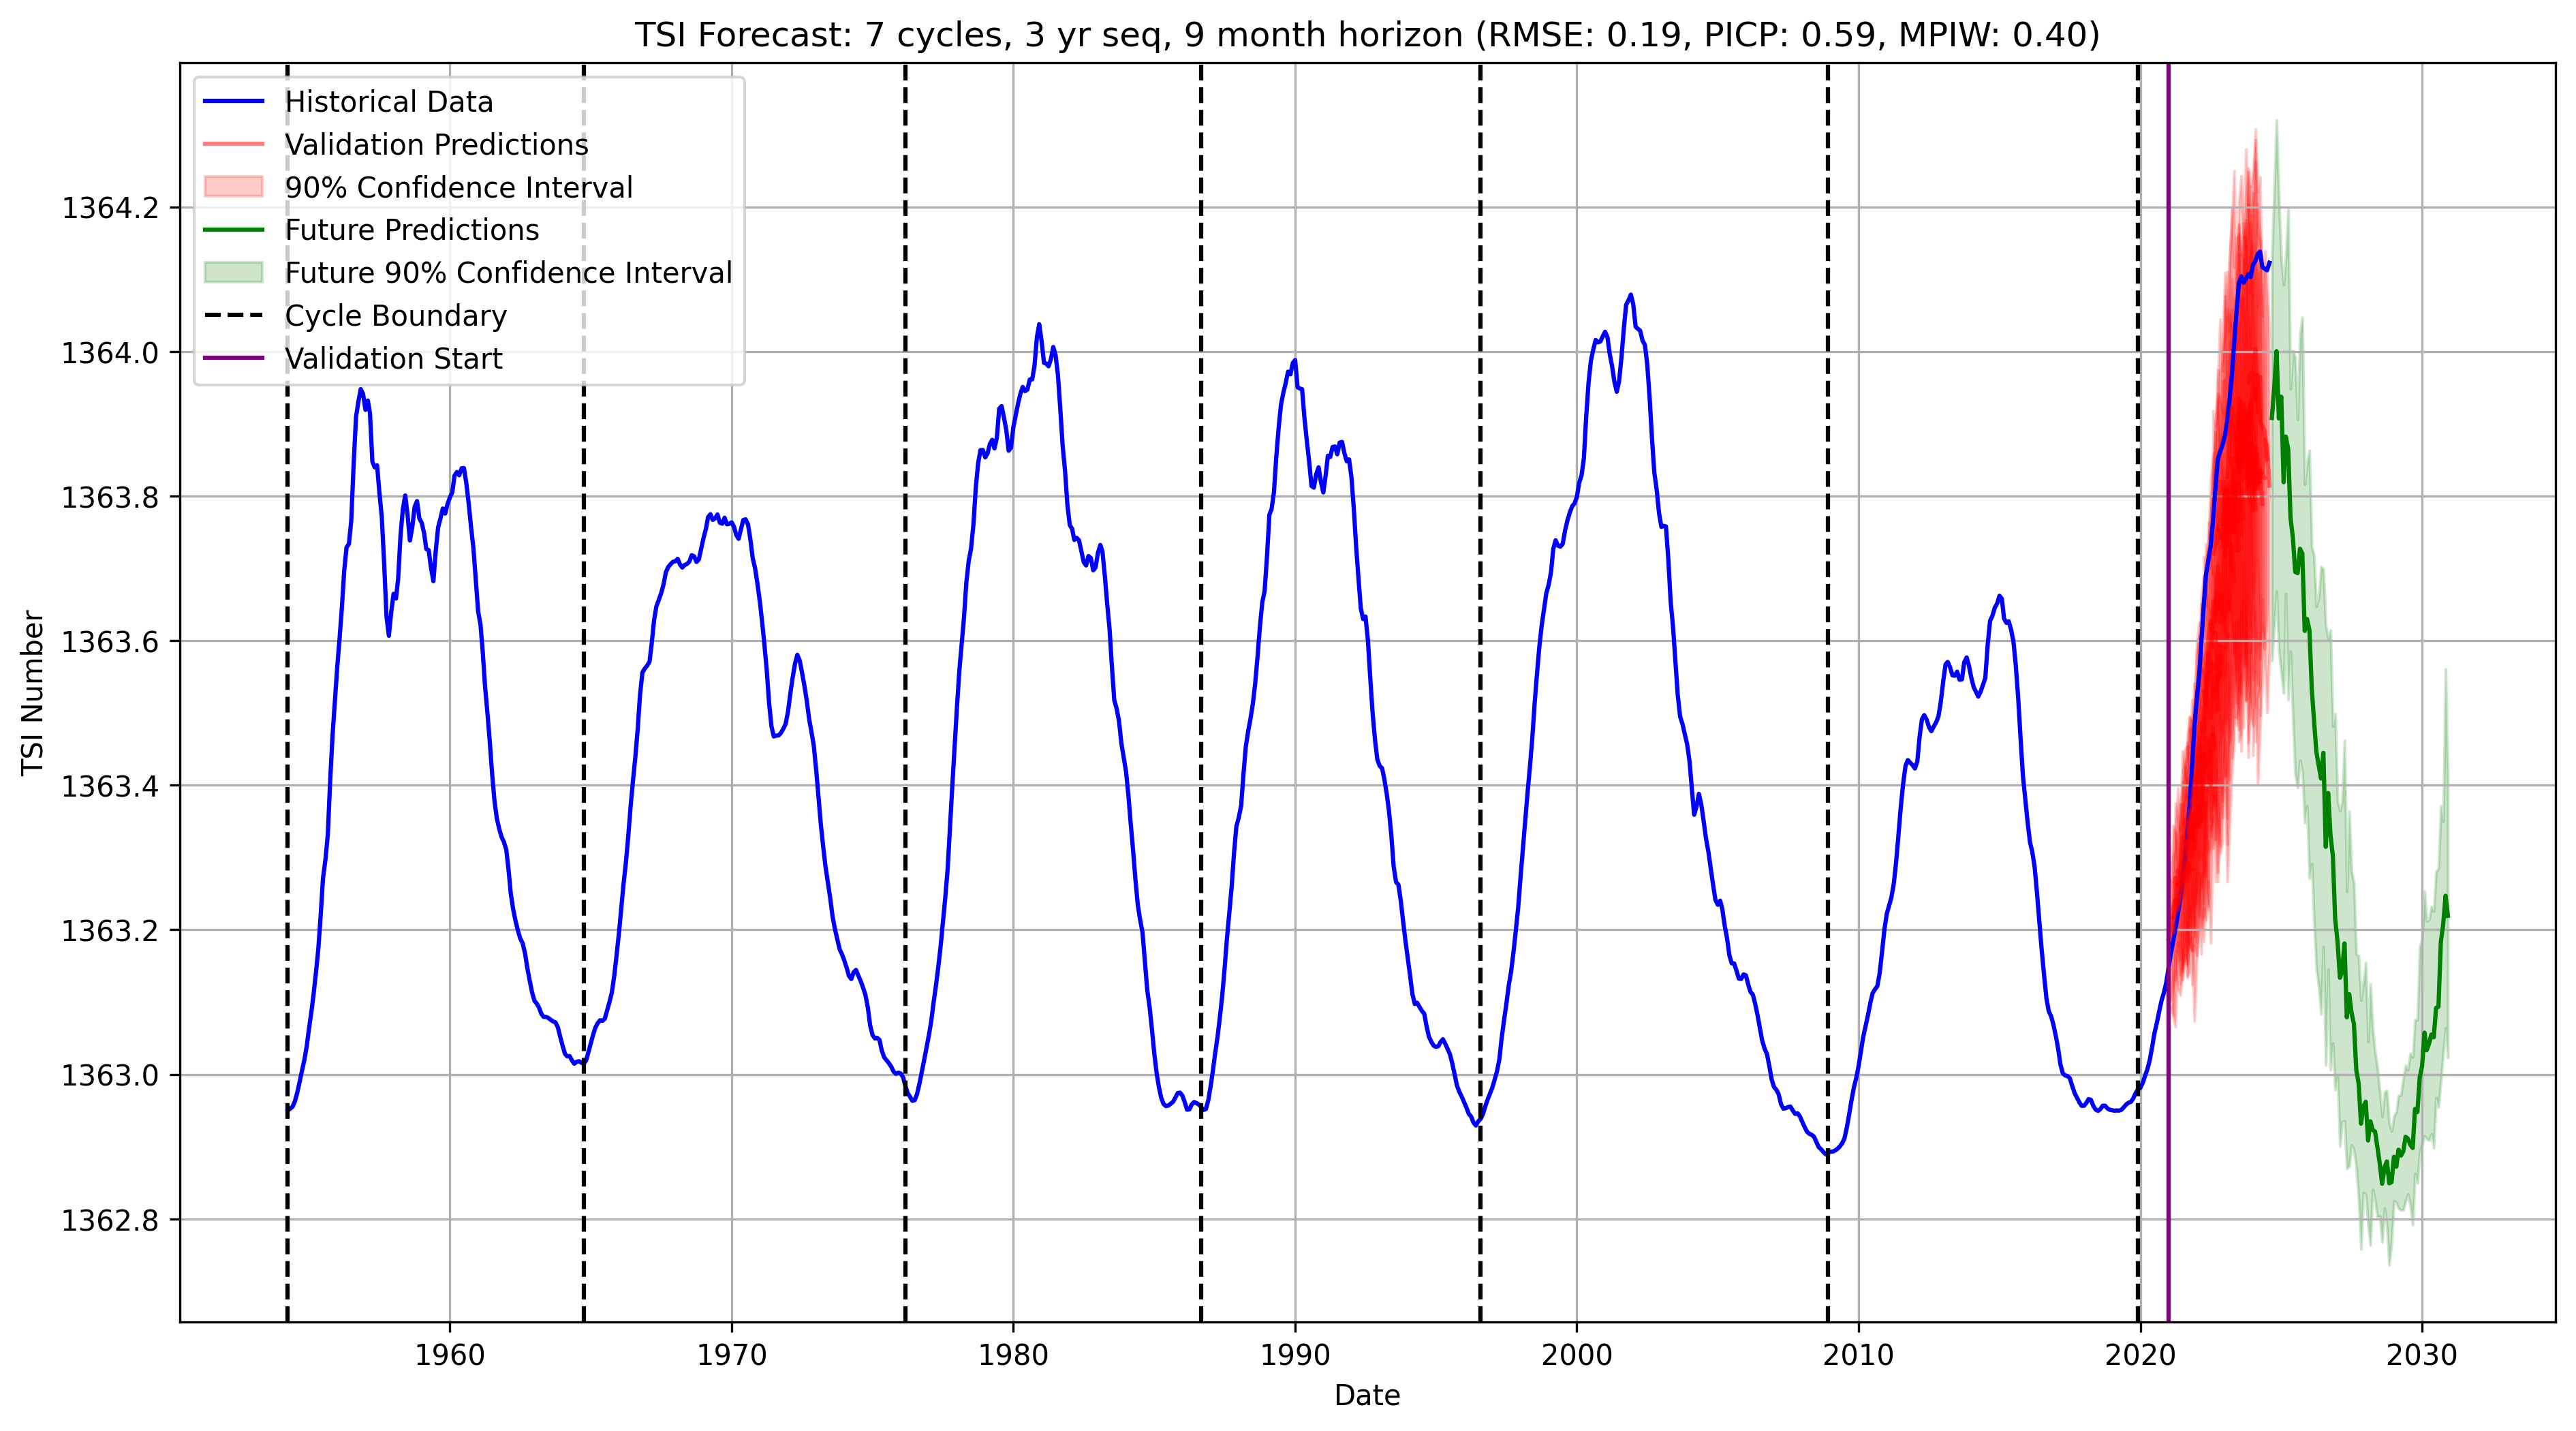 TSI Forecast: 7 cycles, 3 yr seq, 9 month horizon (RMSE: 0.19, PICP: 0.59, MPIW: 0.40)
Historical Data
Validation Predictions
90% Confidence Interval
Future Predictions
Future 90% Confidence Interval
Cycle Boundary
Validation Start
TSI Number
1364.2
1364.0
1363.8
1363.6
1363.4
1363.2
1363.0
1362.8
1960
1970
1980
1990
2000
2010
2020
2030
Date